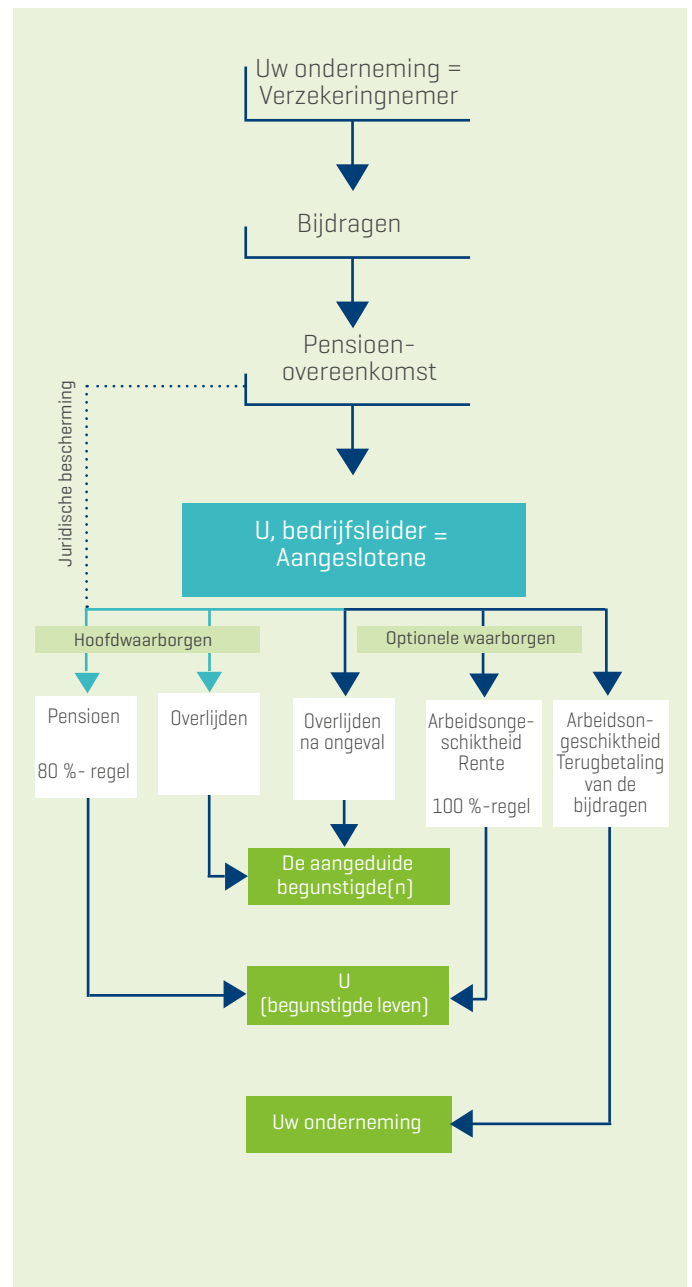 Uw onderneming =
Verzekeringnemer
Bijdragen
Pensioen-
overeenkomst
Juridische bescherming
U, bedrijfsleider =
Aangeslotene
Hoofdwaarborgen
Optionele waarborgen
Pensioen
80 %- regel
Overlijden
Overlijden
na ongeval
Arbeidsonge-
schiktheid
Rente
100 %-regel
Arbeidson-
geschiktheid
Terugbetaling
van de
bijdragen
De aangeduide
begunstigde(n)
U
(begunstigde leven)
Uw onderneming